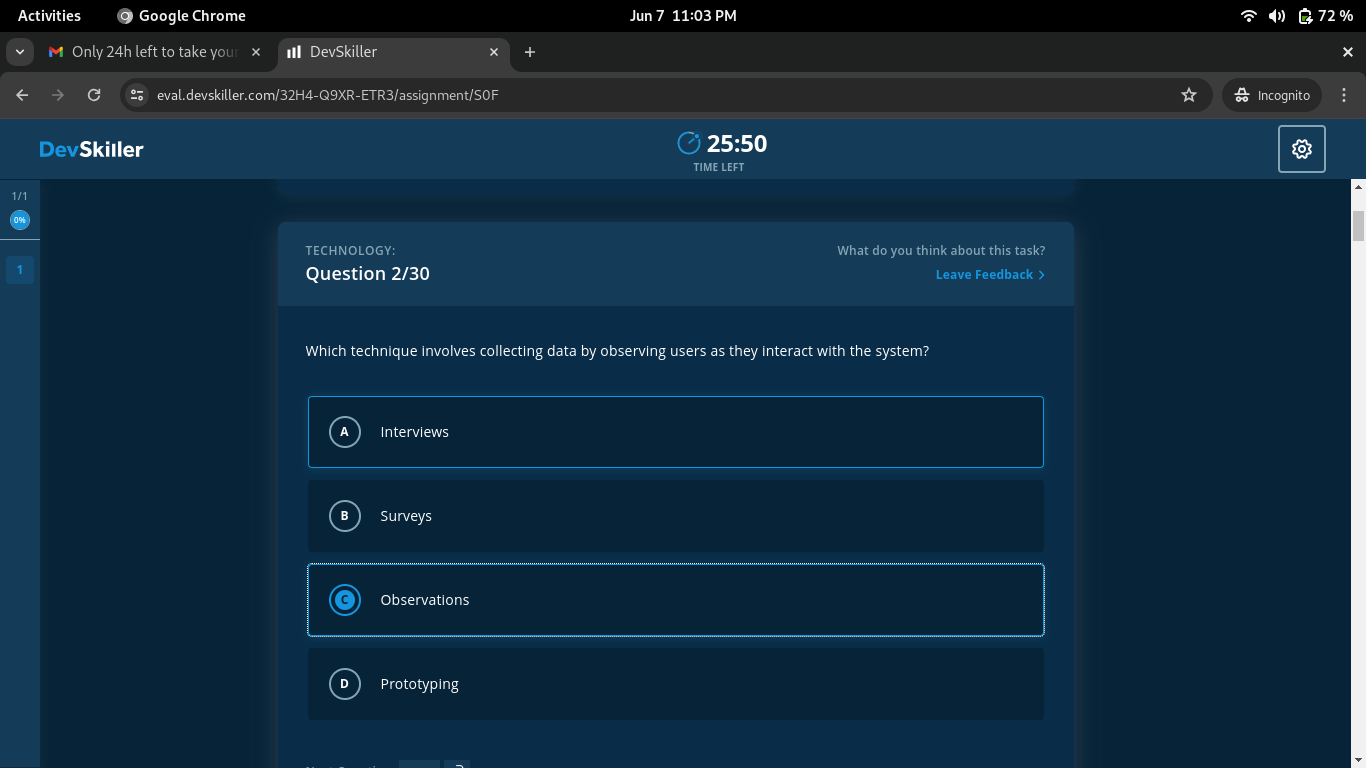 Activities Google Chrome Jun 7 11:03 PM 72 %
Only 24h left to take your DevSkiller
eval.devskiller.com/32H4-Q9XR-ETR3/assignment/S0F Incognito
DevSkiller 25:50
TIME LEFT
1/1
0%
1
TECHNOLOGY: What do you think about this task?
Question 2/30 Leave Feedback
Which technique involves collecting data by observing users as they interact with the system?
A Interviews
B Surveys
C Observations
D Prototyping